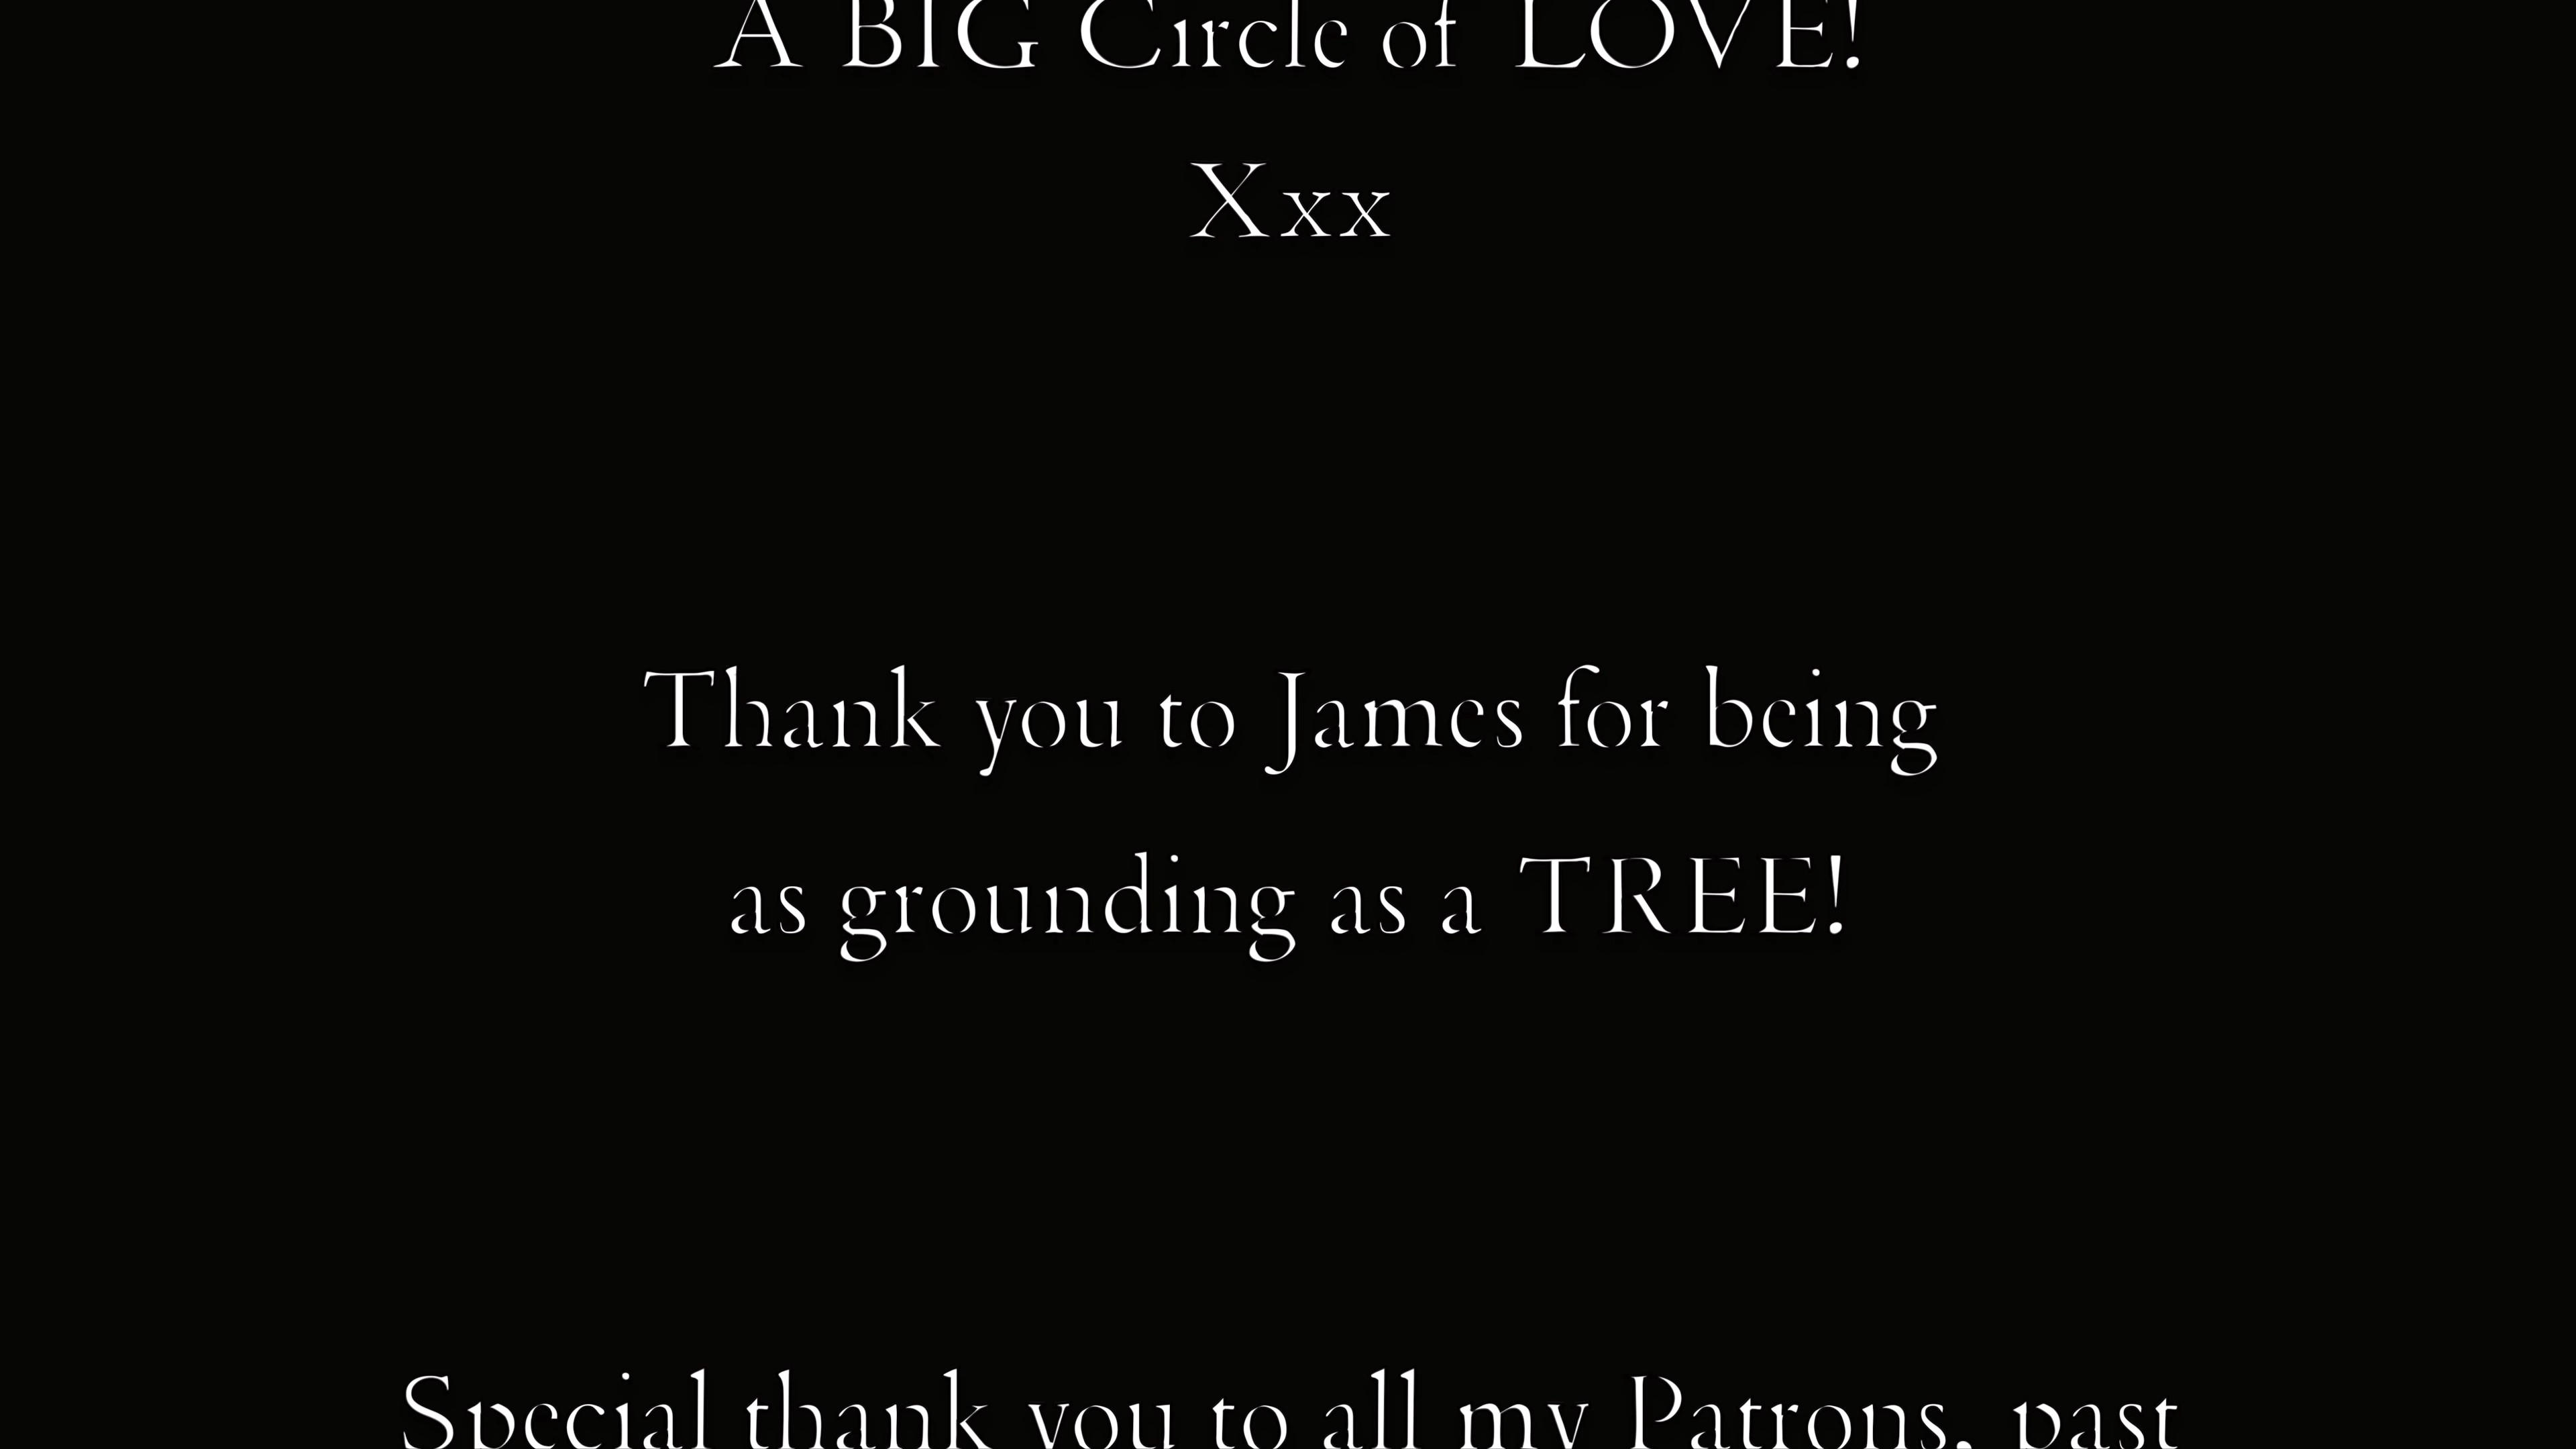 A BIG Circle of LOVE!
Xxx
Thank you to James for being
as grounding as a TREE!
Special thank you to all my Patrons, past